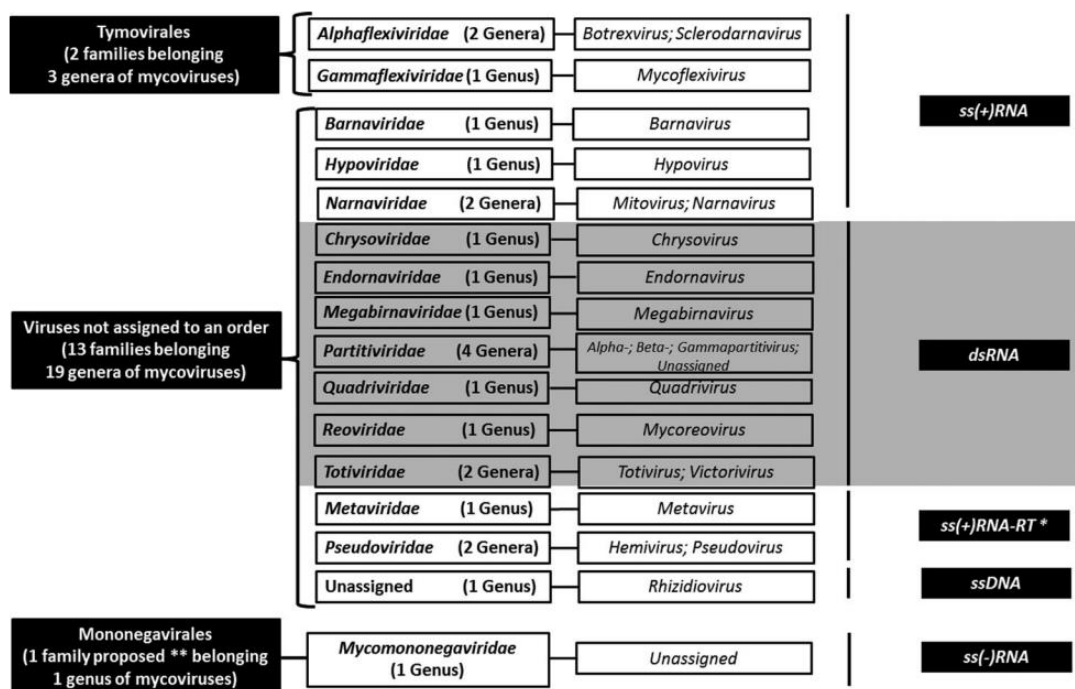 Tymovirales
(2 families belonging
3 genera of mycoviruses)
Alphaflexiviridae (2 Genera)
Botrexvirus; Sclerodarnavirus
Gammaflexiviridae (1 Genus)
Mycoflexivirus
ss(+)RNA
Viruses not assigned to an order
(13 families belonging
19 genera of mycoviruses)
Barnaviridae (1 Genus)
Barnavirus
Hypoviridae (1 Genus)
Hypovirus
Narnaviridae (2 Genera)
Mitovirus; Narnavirus
Chrysoviridae (1 Genus)
Chrysovirus
Endornaviridae (1 Genus)
Endornavirus
Megabirnaviridae (1 Genus)
Megabirnavirus
Partitiviridae (4 Genera)
Alpha-; Beta-; Gammapartitivirus;
Unassigned
Quadriviridae (1 Genus)
Quadrivirus
Reoviridae (1 Genus)
Mycoreovirus
Totiviridae (2 Genera)
Totivirus; Victorivirus
dsRNA
Metaviridae (1 Genus)
Metavirus
Pseudoviridae (2 Genera)
Hemivirus; Pseudovirus
ss(+)RNA-RT *
Unassigned (1 Genus)
Rhizidiovirus
ssDNA
Mononegavirales
(1 family proposed ** belonging
1 genus of mycoviruses)
Mycomononegaviridae
(1 Genus)
Unassigned
ss(-)RNA